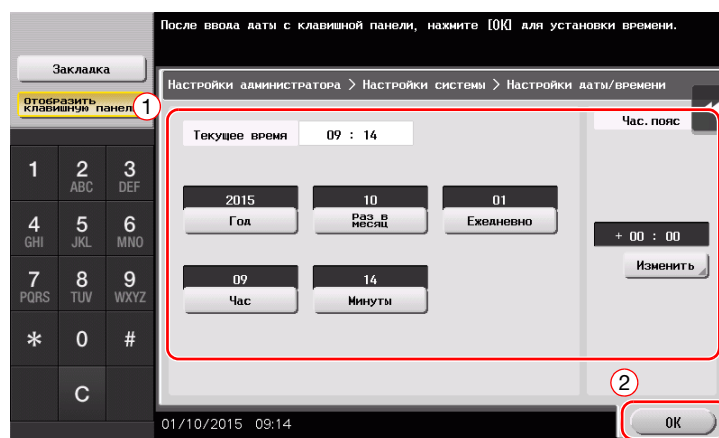 После ввода даты с клавишной панели, нажмите [OK] для установки времени.
Закладка
Отобразить
клавишную панель
1
Настройки администратора > Настройки системы > Настройки даты/времени
Текущее время 09 : 14
Час.пояс
2015 10 01
Год Раз в месяц Ежедневно
+ 00 : 00
Изменить
09 14
Час Минуты
1 2 ABC 3 DEF
4 GHI 5 JKL 6 MNO
7 PQRS 8 TUV 9 WXYZ
* 0 #
C
2
01/10/2015 09:14
OK